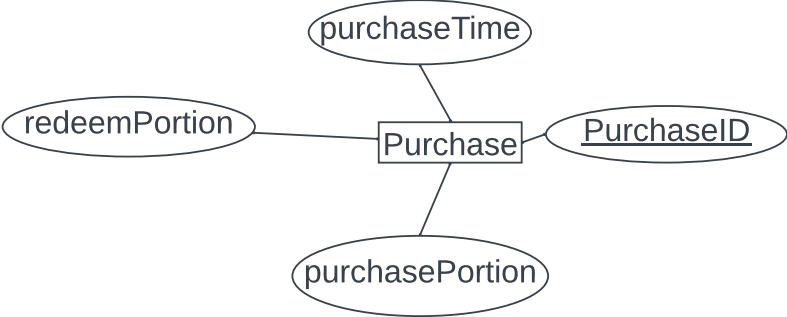 purchaseTime
redeemPortion
Purchase
PurchaseID
purchasePortion